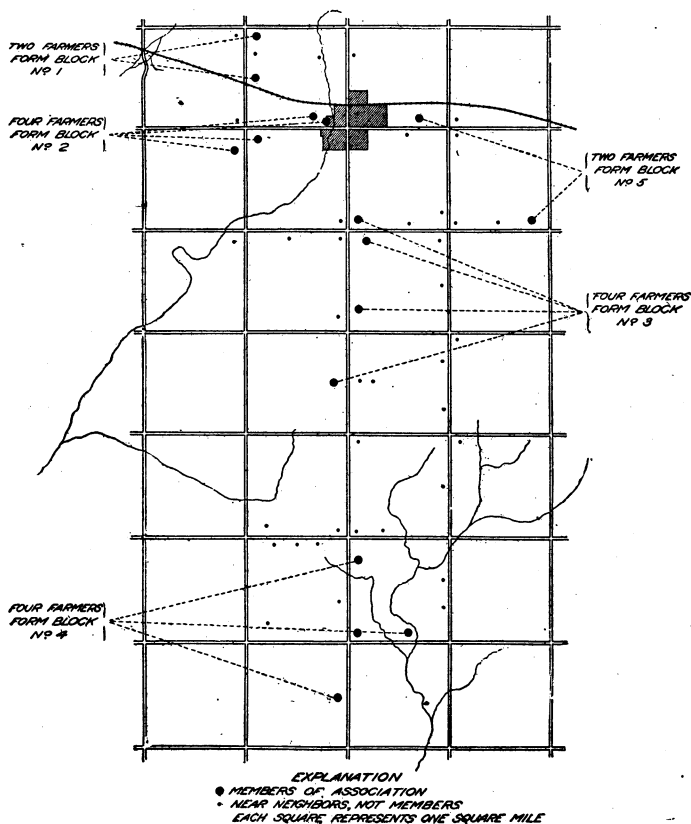 TWO FARMERS
FORM BLOCK
Nº 1
FOUR FARMERS
FORM BLOCK
Nº 2
TWO FARMERS
FORM BLOCK
Nº 5
FOUR FARMERS
FORM BLOCK
Nº 3
FOUR FARMERS
FORM BLOCK
Nº 4
EXPLANATION
MEMBERS OF ASSOCIATION
NEAR NEIGHBORS, NOT MEMBERS
EACH SQUARE REPRESENTS ONE SQUARE MILE